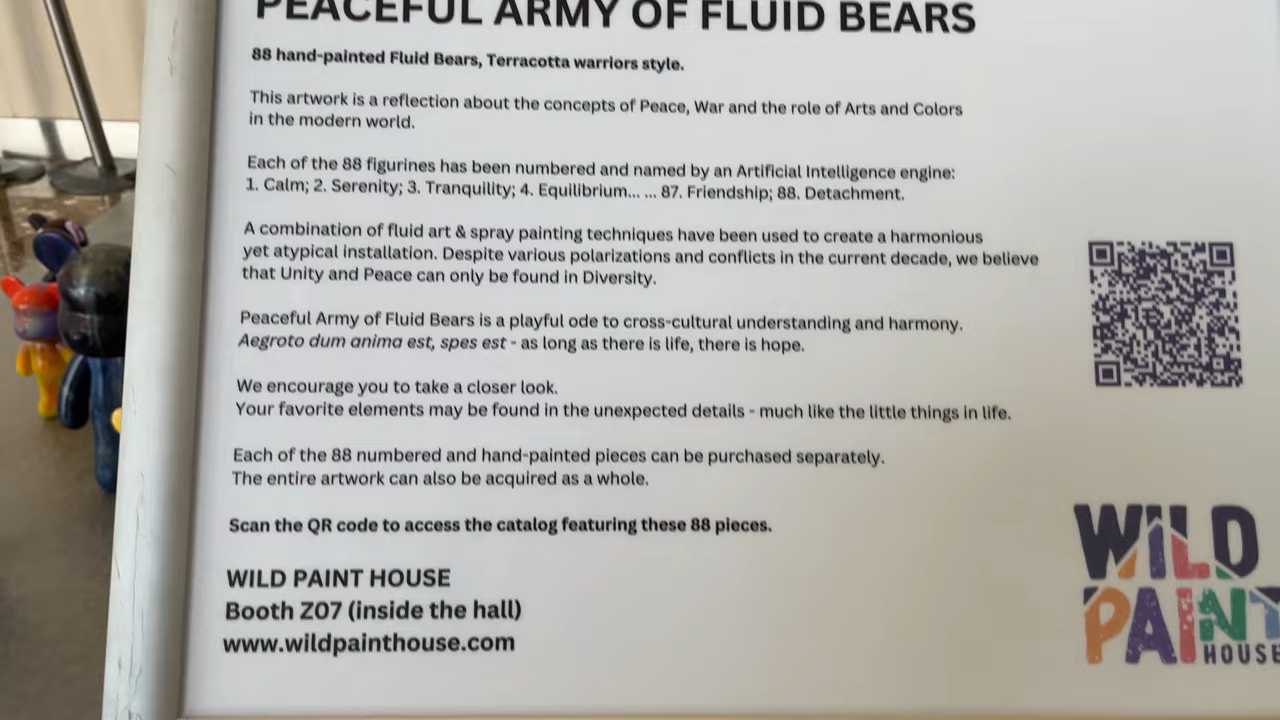 PEACEFUL ARMY OF FLUID BEARS
88 hand-painted Fluid Bears, Terracotta warriors style.
This artwork is a reflection about the concepts of Peace, War and the role of Arts and Colors
in the modern world.
Each of the 88 figurines has been numbered and named by an Artificial Intelligence engine:
1. Calm; 2. Serenity; 3. Tranquility; 4. Equilibrium... ... 87. Friendship; 88. Detachment.
A combination of fluid art & spray painting techniques have been used to create a harmonious
yet atypical installation. Despite various polarizations and conflicts in the current decade, we believe
that Unity and Peace can only be found in Diversity.
Peaceful Army of Fluid Bears is a playful ode to cross-cultural understanding and harmony.
Aegroto dum anima est, spes est - as long as there is life, there is hope.
We encourage you to take a closer look.
Your favorite elements may be found in the unexpected details - much like the little things in life.
Each of the 88 numbered and hand-painted pieces can be purchased separately.
The entire artwork can also be acquired as a whole.
Scan the QR code to access the catalog featuring these 88 pieces.
WILD PAINT HOUSE
Booth Z07 (inside the hall)
www.wildpainthouse.com
WILD
PAINT
HOUSE